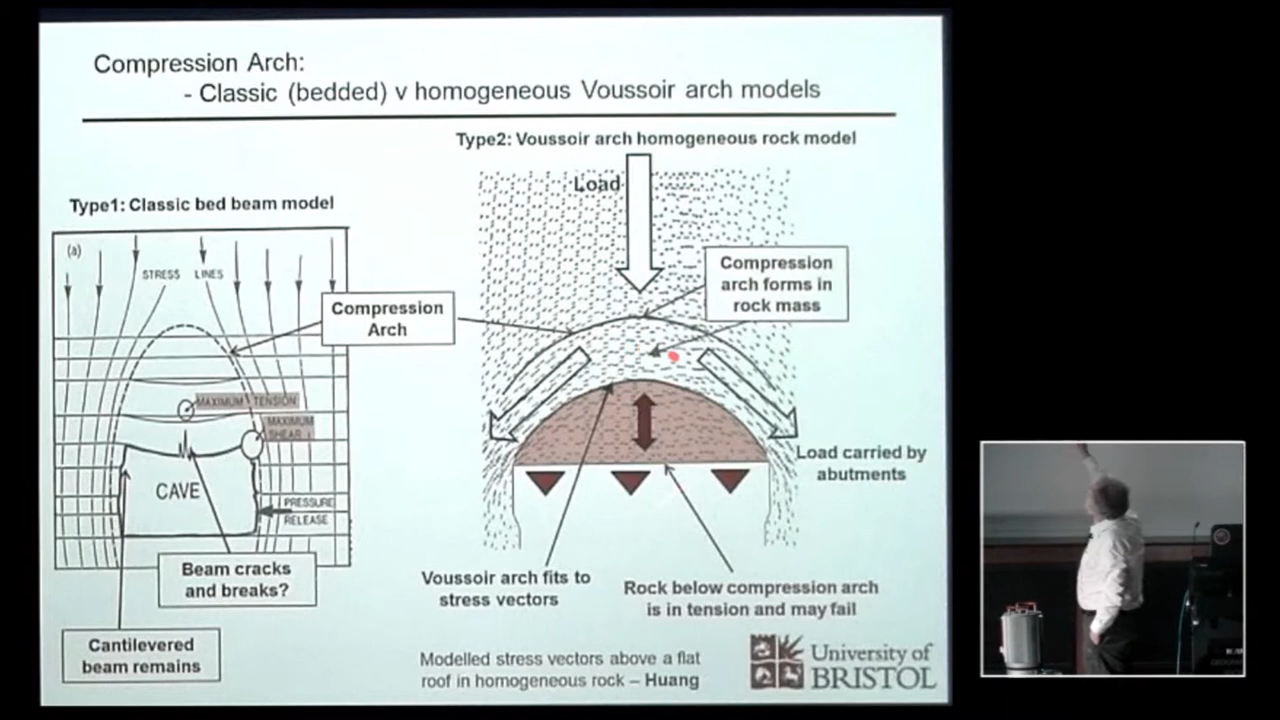 Compression Arch:
- Classic (bedded) v homogeneous Voussoir arch models
Type2: Voussoir arch homogeneous rock model
Load
Type1: Classic bed beam model
(a)
STRESS LINES
Compression
Arch
Compression
arch forms in
rock mass
MAXIMUM TENSION
MAXIMUM
SHEAR
CAVE
PRESSURE
RELEASE
Load carried by
abutments
Beam cracks
and breaks?
Voussoir arch fits to
stress vectors
Rock below compression arch
is in tension and may fail
Cantilevered
beam remains
Modelled stress vectors above a flat
roof in homogeneous rock – Huang
University of
BRISTOL